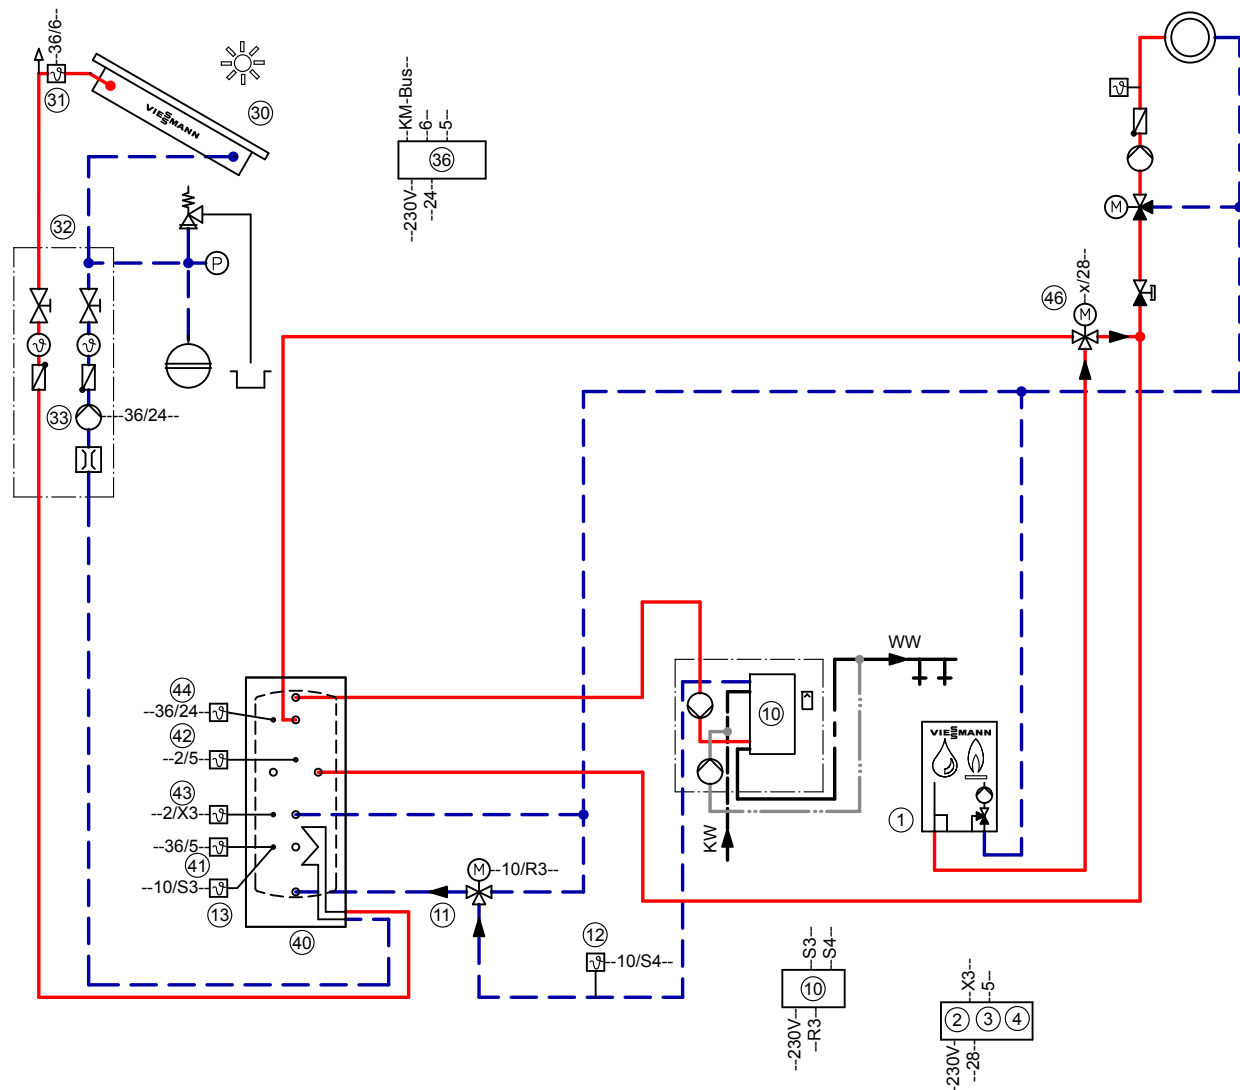 --36/6--
31
VIESSMANN
30
--KM-Bus--
--6--
--5--
36
--230V--
--24--
32
P
M
--x/28--
46
M
33
----36/24--
WW
44
--36/24--
10
42
--2/5--
VIESSMANN
43
--2/X3--
1
--36/5--
KW
41
M
--10/R3--
--10/S3--
13
11
12
40
--10/S4--
--S3--
--S4--
10
--230V--
--R3--
--X3--
--5--
2
3
4
--230V--
--28--